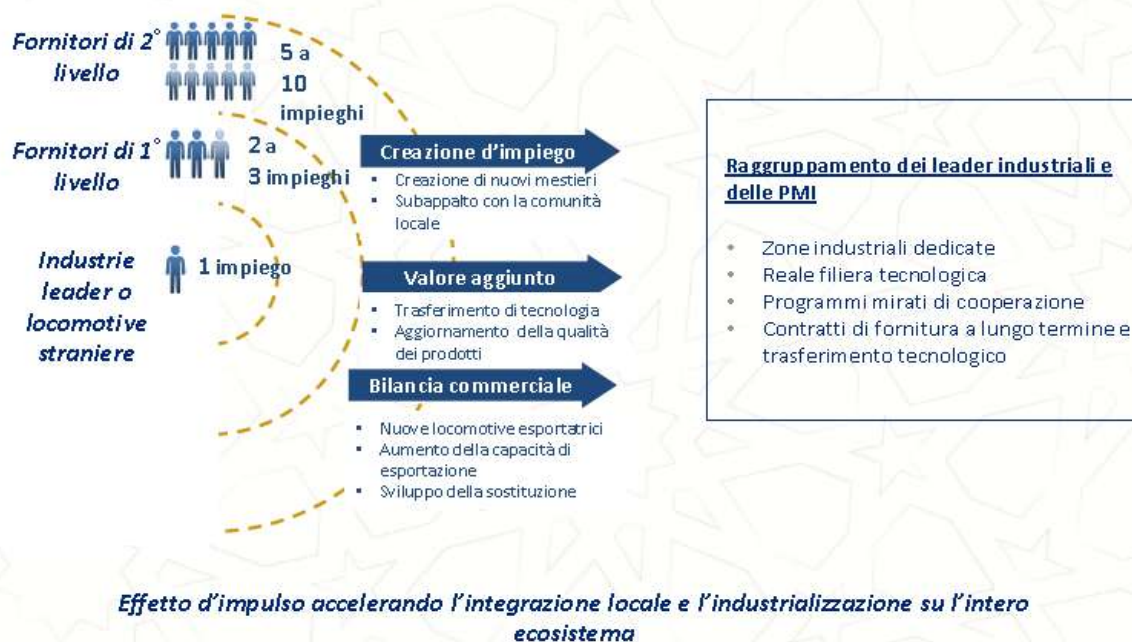 Fornitori di 2°
livello
5 a
10
impieghi
Fornitori di 1°
livello
2 a
3 impieghi
Industrie
leader o
locomotive
straniere
1 impiego
Creazione d'impiego
▪ Creazione di nuovi mestieri
▪ Subappalto con la comunità
locale
Valore aggiunto
▪ Trasferimento di tecnologia
▪ Aggiornamento della qualità
dei prodotti
Bilancia commerciale
▪ Nuove locomotive esportatrici
▪ Aumento della capacità di
esportazione
▪ Sviluppo della sostituzione
Raggruppamento dei leader industriali e
delle PMI
• Zone industriali dedicate
• Reale filiera tecnologica
• Programmi mirati di cooperazione
• Contratti di fornitura a lungo termine e
trasferimento tecnologico
Effetto d'impulso accelerando l'integrazione locale e l'industrializzazione su l'intero
ecosistema